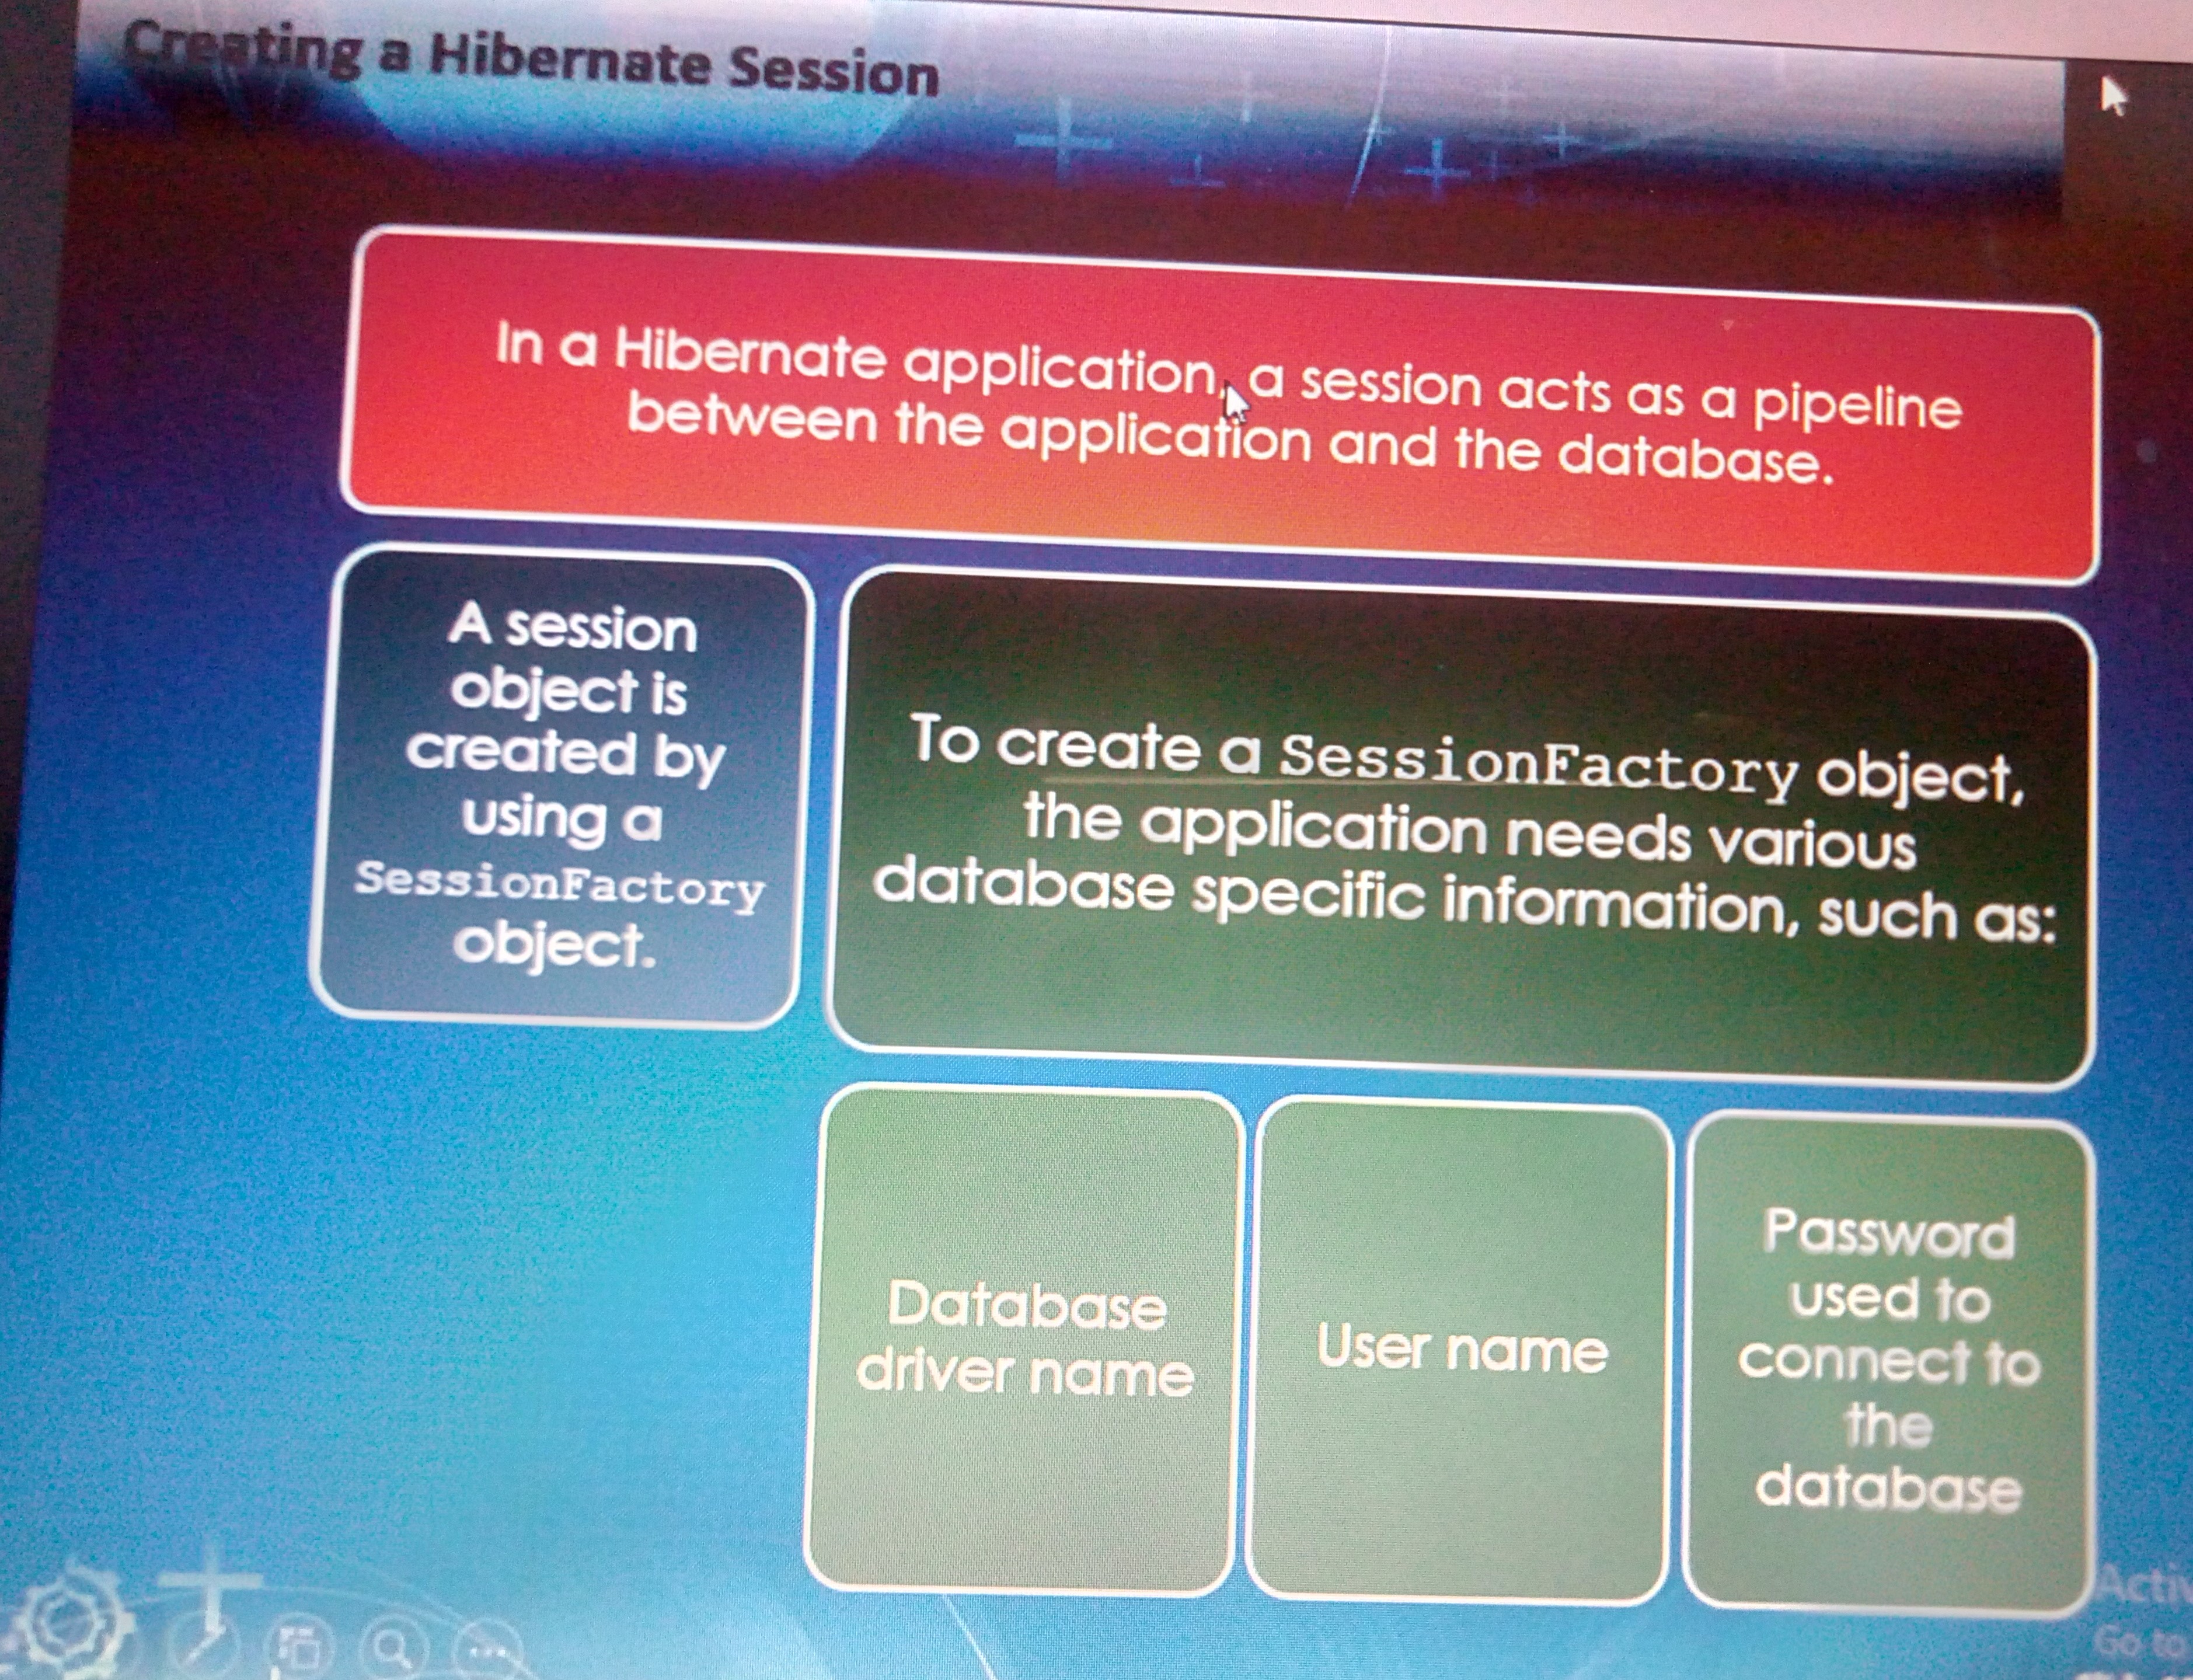 Creating a Hibernate Session
In a Hibernate application, a session acts as a pipeline
between the application and the database.
A session
object is
created by
using a
SessionFactory
object.
To create a SessionFactory object,
the application needs various
database specific information, such as:
Database
driver name
User name
Password
used to
connect to
the
database
Go to